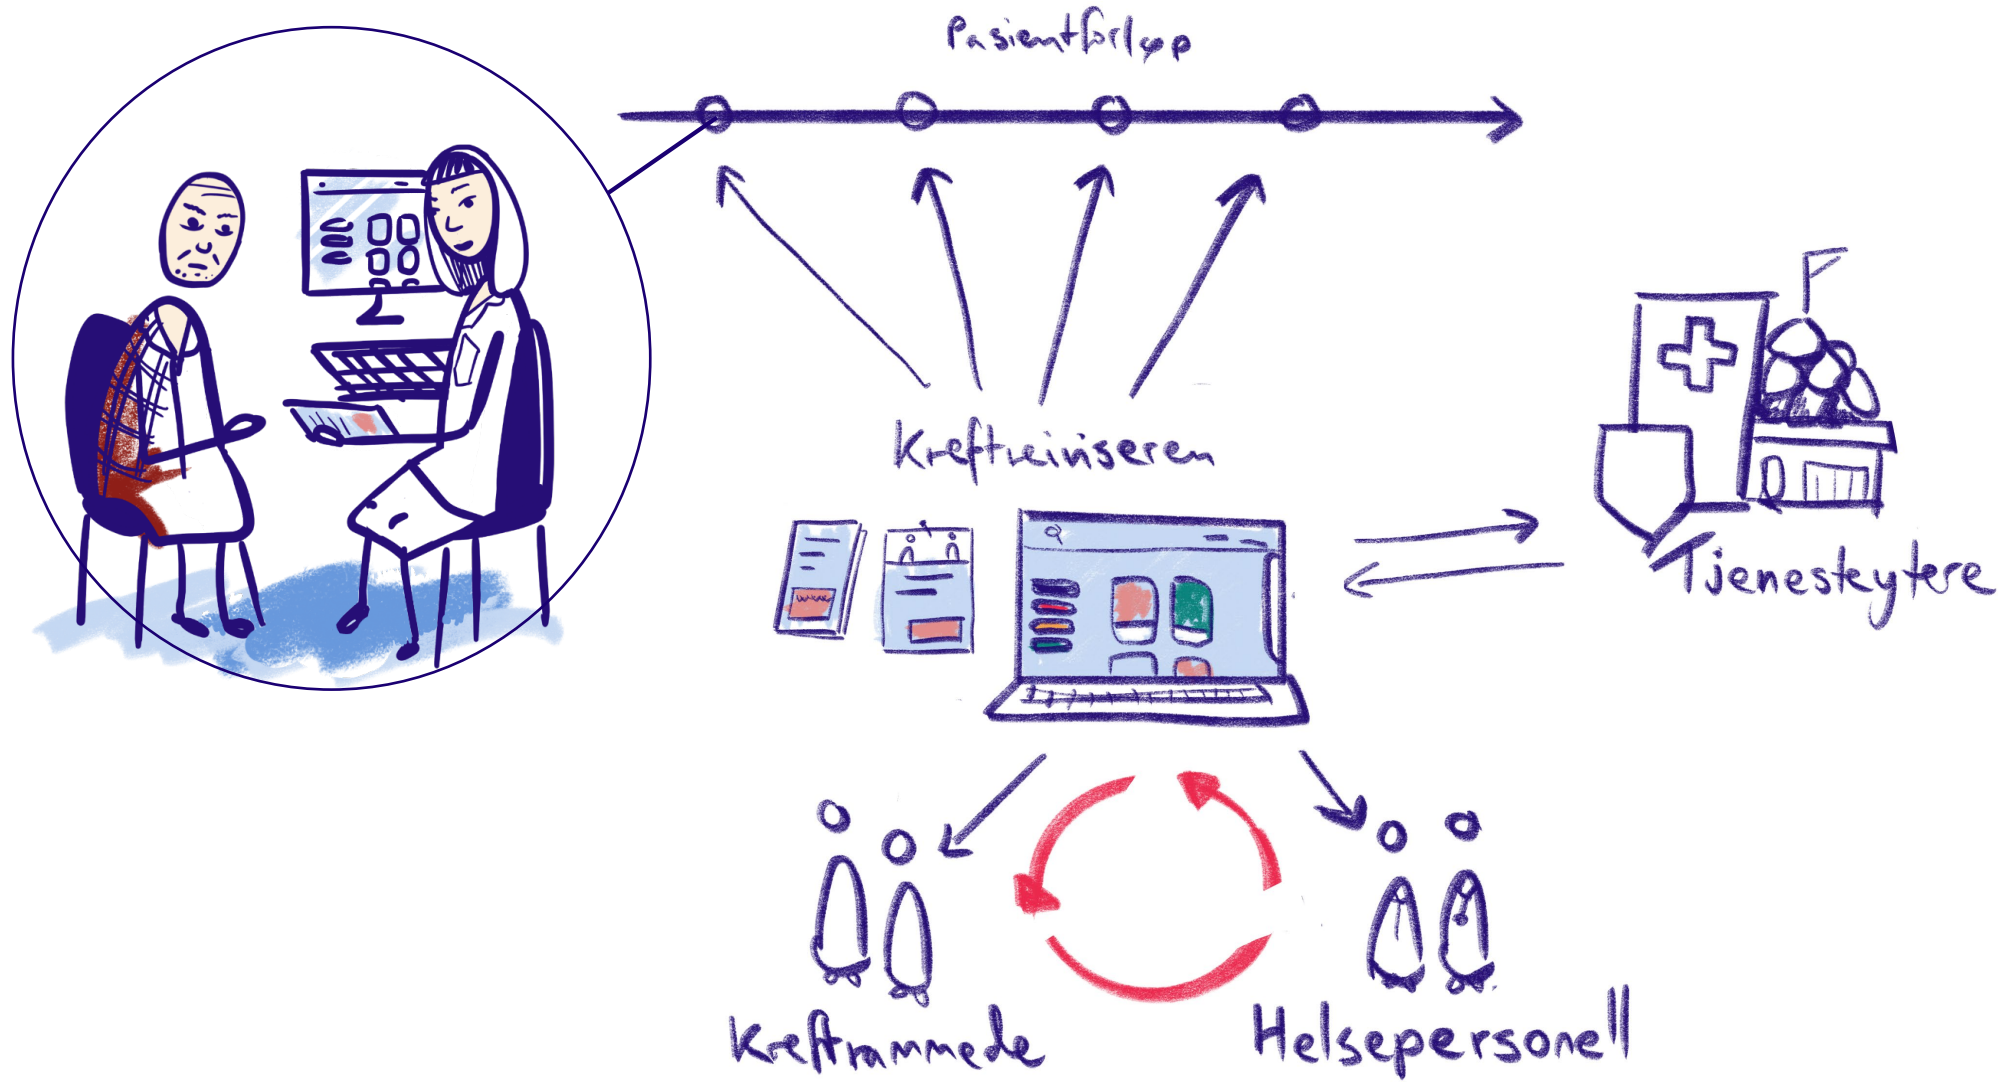 Pasientforløp
Kreftveiviseren
Tjenesteytere
Kreftrammede
Helsepersonell